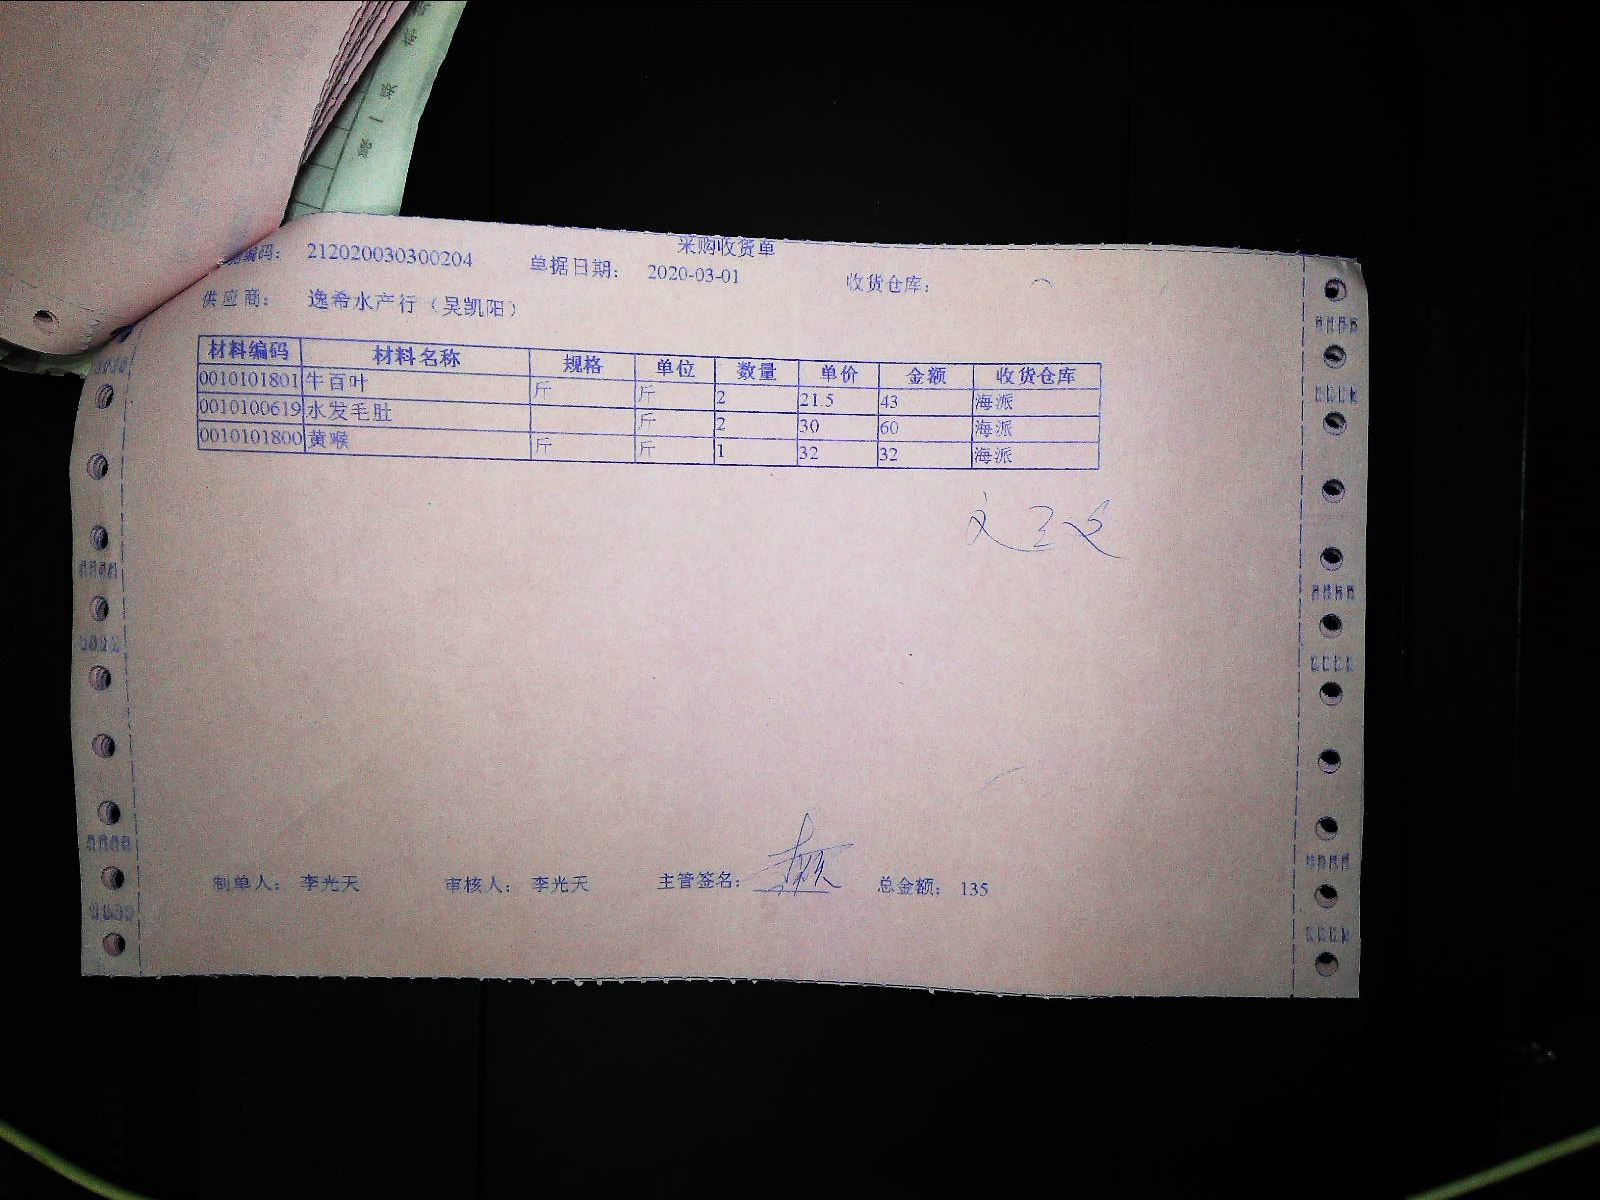 采购收货单
编码： 212020030300204 单据日期： 2020-03-01 收货仓库：
供应商： 逸希水产行（吴凯阳）
材料编码 材料名称 规格 单位 数量 单价 金额 收货仓库
0010101801 牛百叶 斤 斤 2 21.5 43 海派
0010100619 水发毛肚 斤 2 30 60 海派
0010101800 黄喉 斤 斤 1 32 32 海派
制单人： 李光天 审核人： 李光天 主管签名： 总金额： 135